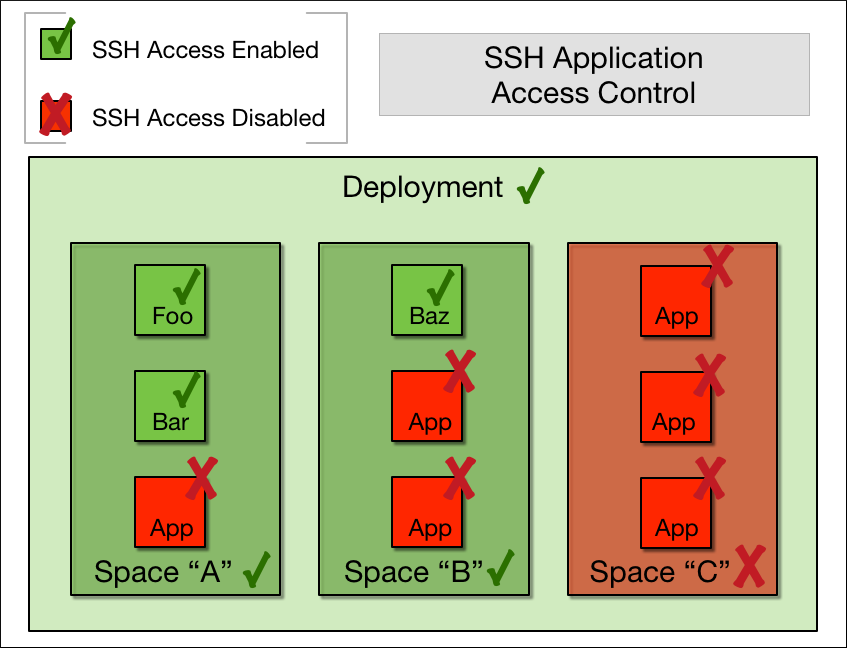 SSH Access Enabled
SSH Access Disabled
SSH Application
Access Control
Deployment
Foo
Bar
App
Space “A”
Baz
App
App
Space “B”
App
App
App
Space “C”